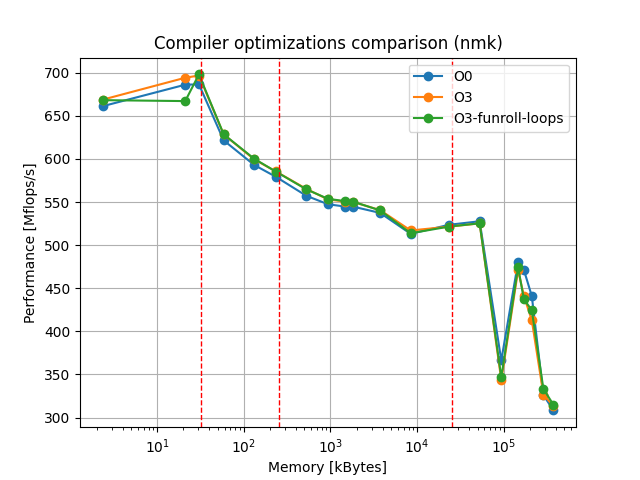 Compiler optimizations comparison (nmk)
O0
O3
O3-funroll-loops
Performance [Mflops/s]
700
650
600
550
500
450
400
350
300
10¹
10²
10³
10⁴
10⁵
Memory [kBytes]